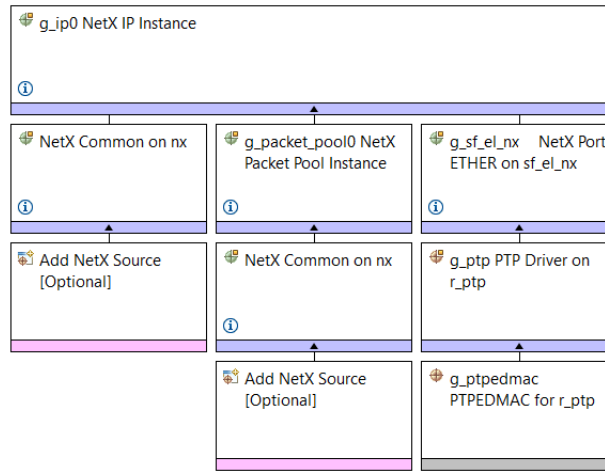 g_ip0 NetX IP Instance
NetX Common on nx
g_packet_pool0 NetX
Packet Pool Instance
g_sf_el_nx NetX Port
ETHER on sf_el_nx
Add NetX Source
[Optional]
NetX Common on nx
g_ptp PTP Driver on
r_ptp
Add NetX Source
[Optional]
g_ptpedmac
PTPEDMAC for r_ptp